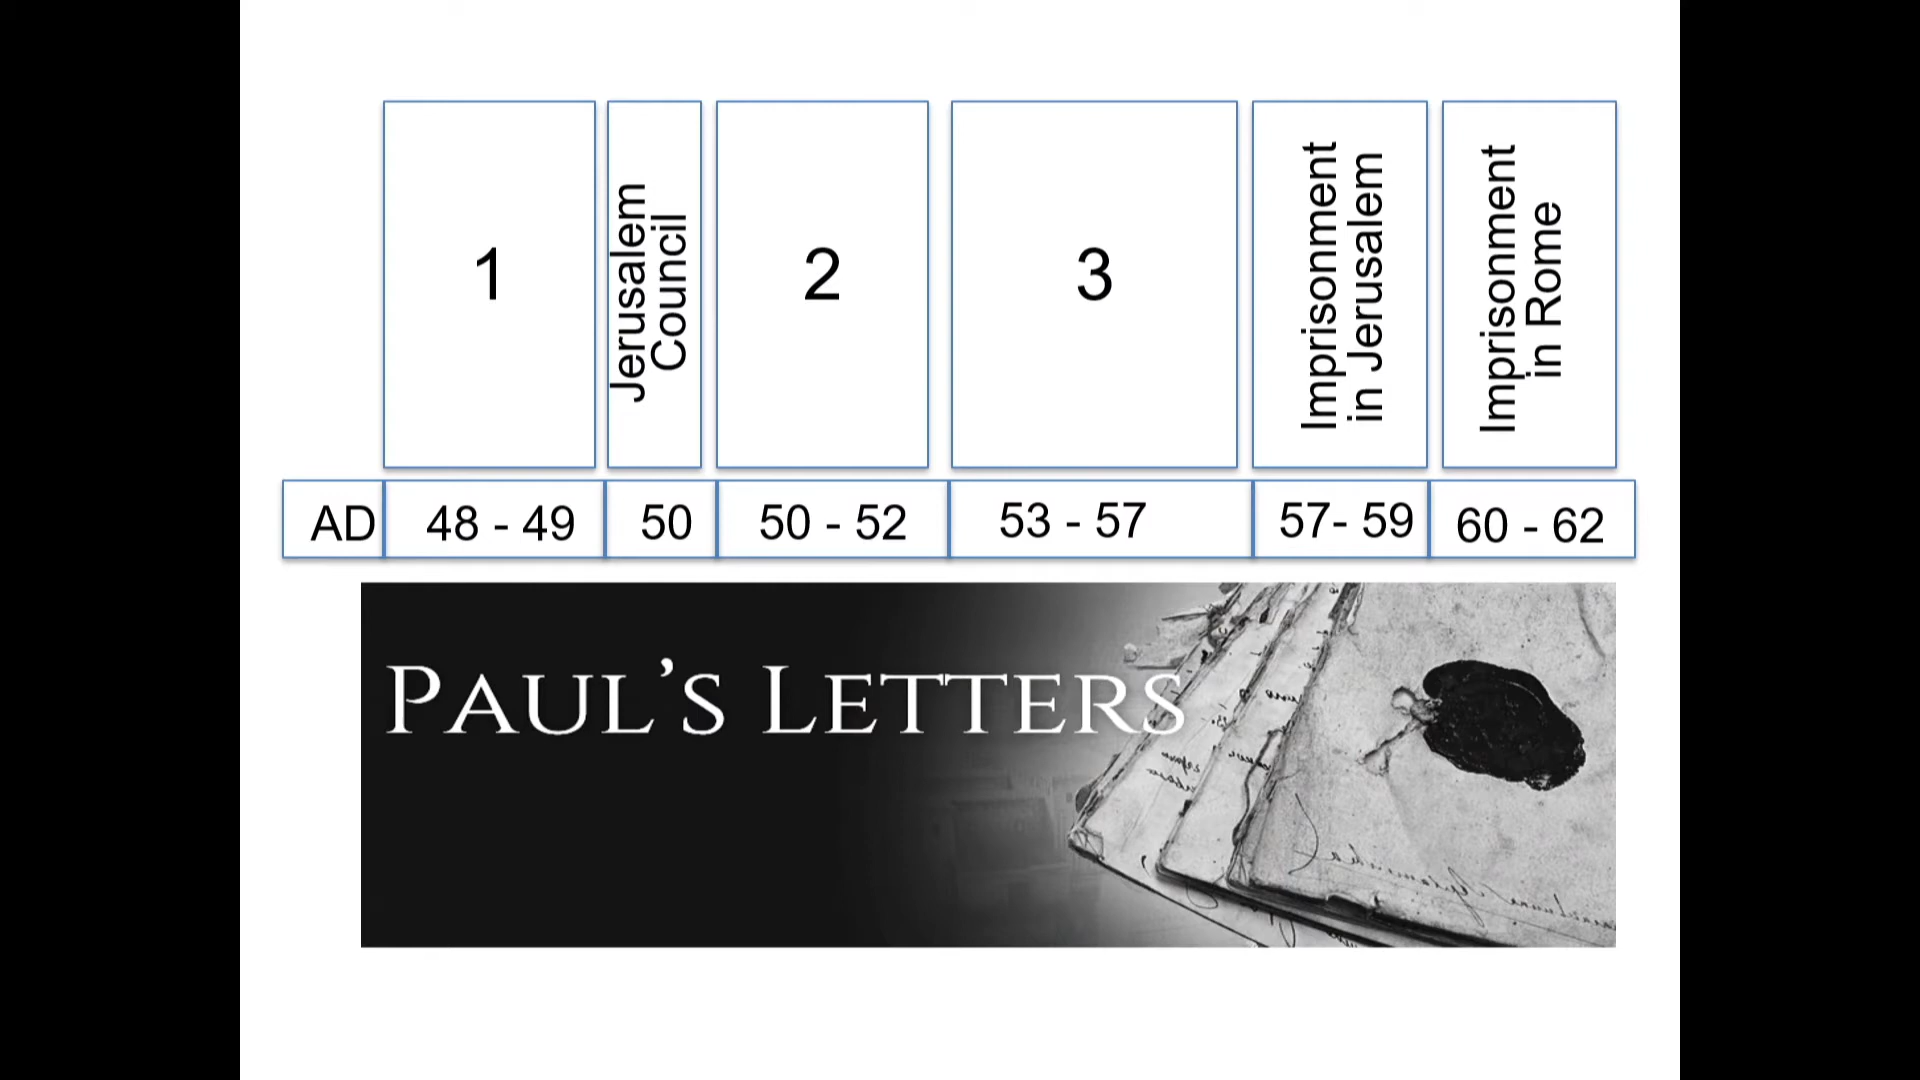 1
Jerusalem
Council
2
3
Imprisonment
in Jerusalem
Imprisonment
in Rome
AD
48 - 49
50
50 - 52
53 - 57
57- 59
60 - 62
PAUL'S LETTERS